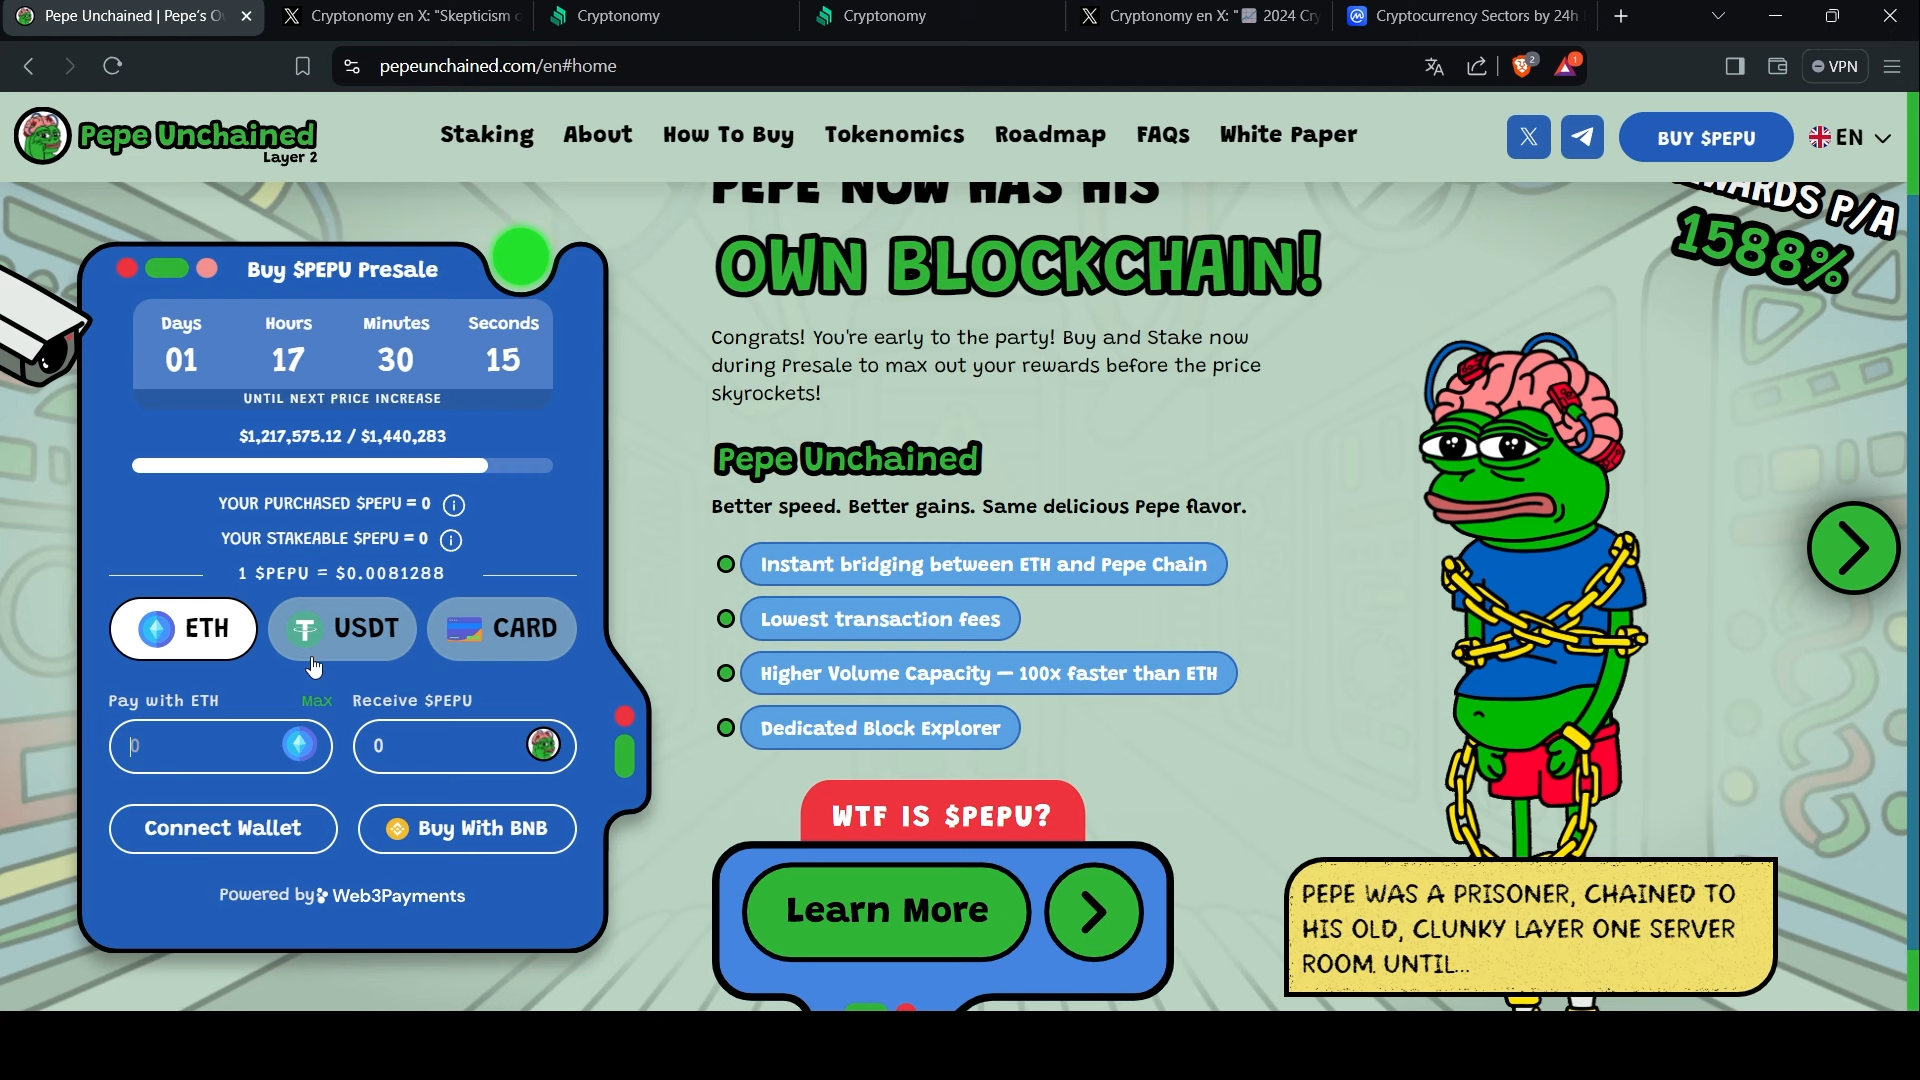 Pepe Unchained | Pepe's O
Cryptonomy en X: "Skepticism o
Cryptonomy
Cryptonomy
Cryptonomy en X: "📈 2024 Cry
Cryptocurrency Sectors by 24h
pepeunchained.com/en#home
2
1
VPN
Pepe Unchained
Layer 2
Staking
About
How To Buy
Tokenomics
Roadmap
FAQs
White Paper
BUY $PEPU
EN
Buy $PEPU Presale
Days
Hours
Minutes
Seconds
01
17
30
15
UNTIL NEXT PRICE INCREASE
$1,217,575.12 / $1,440,283
YOUR PURCHASED $PEPU = 0
YOUR STAKEABLE $PEPU = 0
1 $PEPU = $0.0081288
ETH
USDT
CARD
Pay with ETH
Max
Receive $PEPU
0
0
Connect Wallet
Buy With BNB
Powered by Web3Payments
PEPE NOW HAS HIS
OWN BLOCKCHAIN!
Congrats! You're early to the party! Buy and Stake now
during Presale to max out your rewards before the price
skyrockets!
Pepe Unchained
Better speed. Better gains. Same delicious Pepe flavor.
Instant bridging between ETH and Pepe Chain
Lowest transaction fees
Higher Volume Capacity — 100x faster than ETH
Dedicated Block Explorer
WTF IS $PEPU?
Learn More
P/A
1588%
PEPE WAS A PRISONER, CHAINED TO
HIS OLD, CLUNKY LAYER ONE SERVER
ROOM. UNTIL...